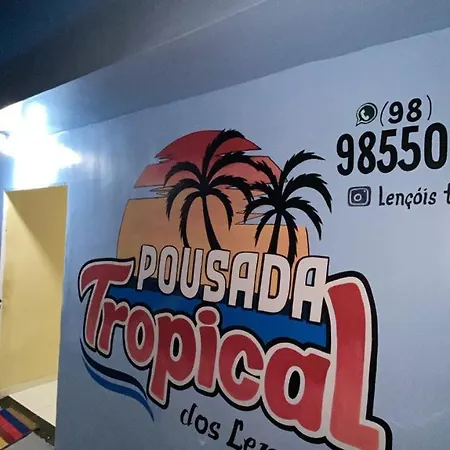 POUSADA
Tropical
dos
(98)
98550
Lençóis